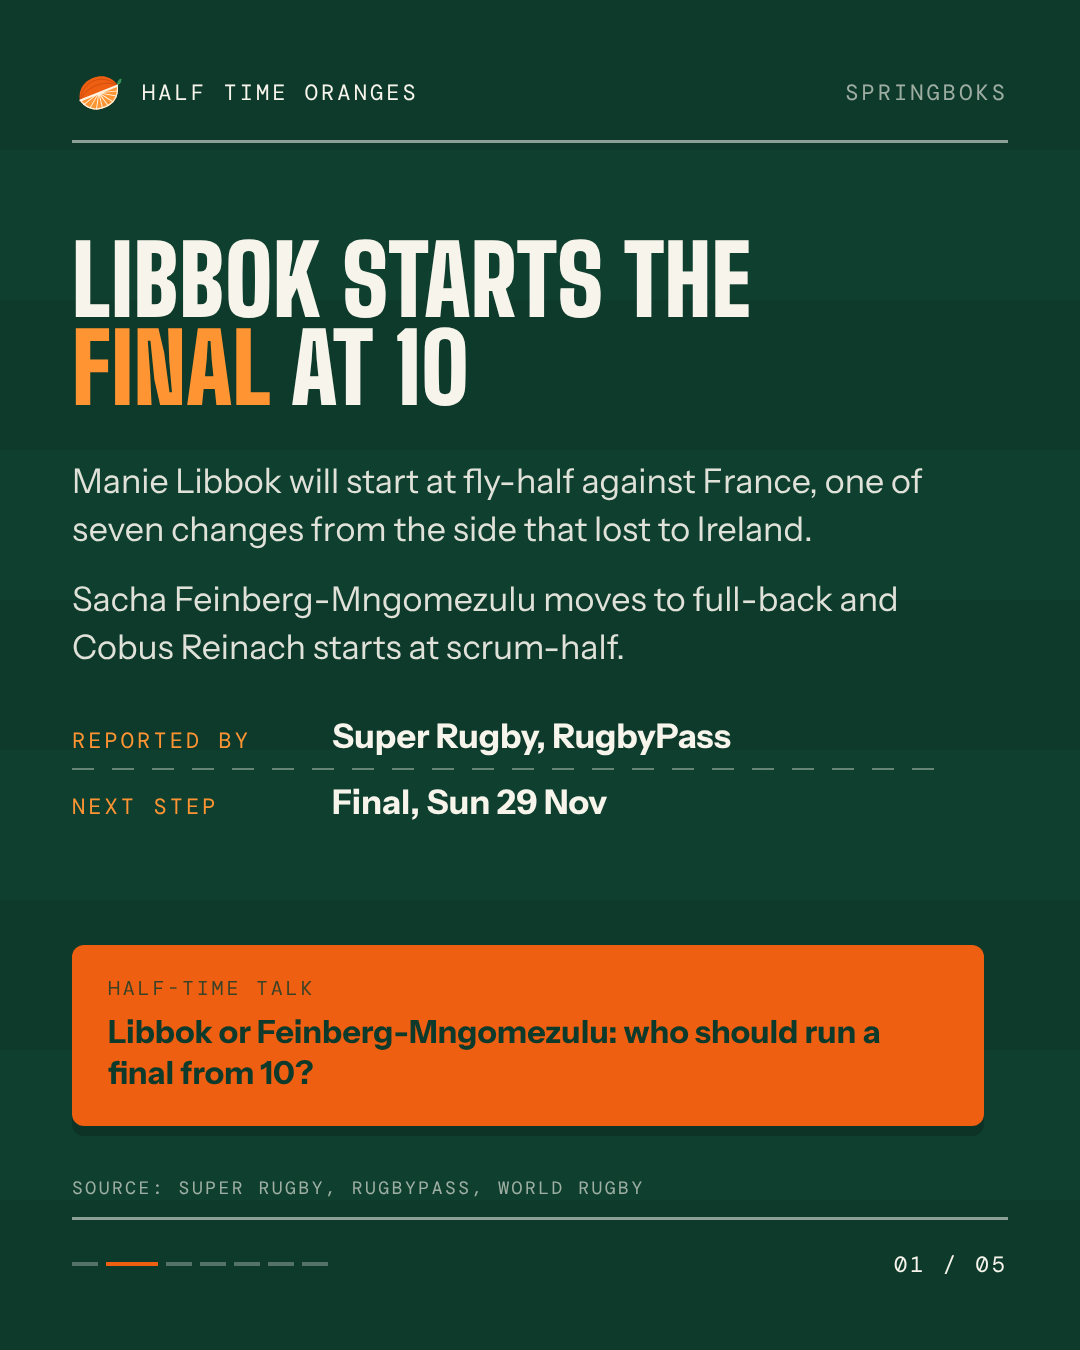 HALF TIME ORANGES
SPRINGBOKS
LIBBOK STARTS THE
FINAL AT 10
Manie Libbok will start at fly-half against France, one of
seven changes from the side that lost to Ireland.
Sacha Feinberg-Mngomezulu moves to full-back and
Cobus Reinach starts at scrum-half.
REPORTED BY Super Rugby, RugbyPass
NEXT STEP Final, Sun 29 Nov
HALF-TIME TALK
Libbok or Feinberg-Mngomezulu: who should run a
final from 10?
SOURCE: SUPER RUGBY, RUGBYPASS, WORLD RUGBY
01 / 05